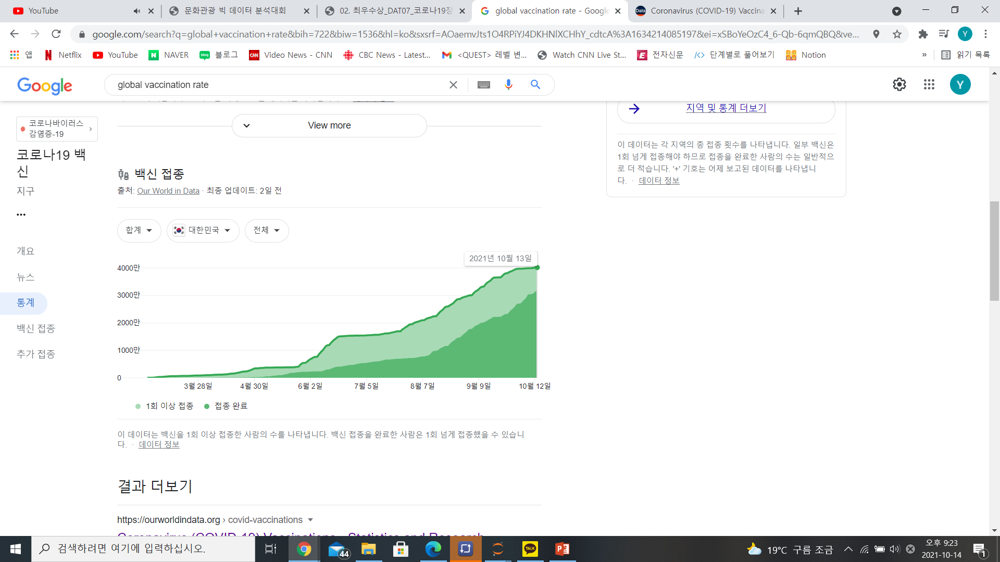 YouTube
문화관광 빅 데이터 분석대회
02. 최우수상_DAT07_코로나19장
global vaccination rate - Google
Coronavirus (COVID-19) Vaccina
google.com/search?q=global+vaccination+rate&bih=722&biw=1536&hl=ko&sxsrf=AOaemvJts1O4RPiYJ4DKHNlXCHhY_cdtcA%3A1634214085197&ei=xSBoYeOzC4_6-Qb-6qmQBQ&ve...
Y
앱
Netflix
YouTube
NAVER
블로그
Video News - CNN
CBC News - Latest...
<QUEST> 레벨 변...
Watch CNN Live St...
전자신문
단계별로 풀어보기
Notion
»
읽기 목록
Google
global vaccination rate
Y
코로나바이러스
감염증-19
코로나19 백
신
지구
개요
뉴스
통계
백신 접종
추가 접종
View more
백신 접종
출처: Our World in Data · 최종 업데이트: 2일 전
합계
대한민국
전체
2021년 10월 13일
4000만
3000만
2000만
1000만
0
3월 28일
4월 30일
6월 2일
7월 5일
8월 7일
9월 9일
10월 12일
1회 이상 접종
접종 완료
이 데이터는 백신을 1회 이상 접종한 사람의 수를 나타냅니다. 백신 접종을 완료한 사람은 1회 넘게 접종했을 수 있습니
다. · 데이터 정보
결과 더보기
https://ourworldindata.org › covid-vaccinations
Coronavirus (COVID-19) Vaccinations - Statistics and Research
지역 및 통계 더보기
이 데이터는 각 지역의 총 접종 횟수를 나타냅니다. 일부 백신은
1회 넘게 접종해야 하므로 접종을 완료한 사람의 수는 일반적으
로 더 적습니다. '+' 기호는 어제 보고된 데이터를 나타냅니
다. · 데이터 정보
검색하려면 여기에 입력하십시오.
44
TALK
19°C 구름 조금
오후 9:23
2021-10-14
1